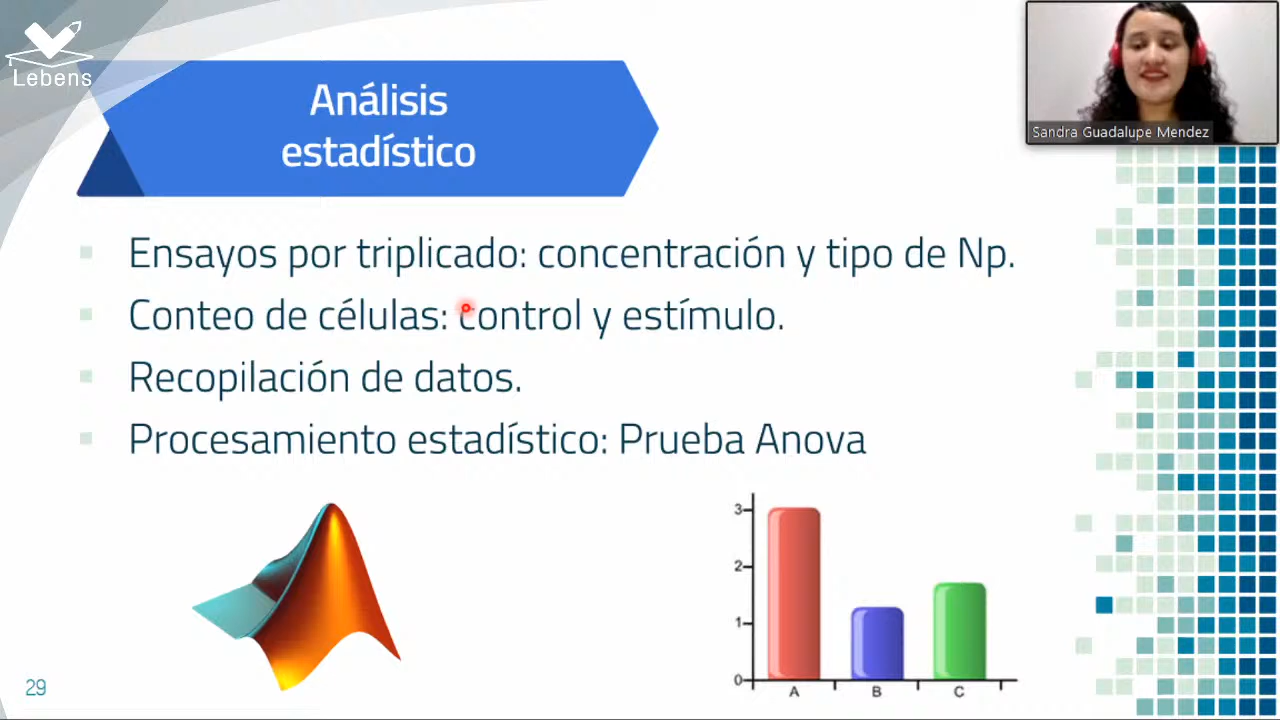 Lebens
Análisis
estadístico
Sandra Guadalupe Mendez
Ensayos por triplicado: concentración y tipo de Np.
Conteo de células: control y estímulo.
Recopilación de datos.
Procesamiento estadístico: Prueba Anova
3
2
1
0
A B C
29